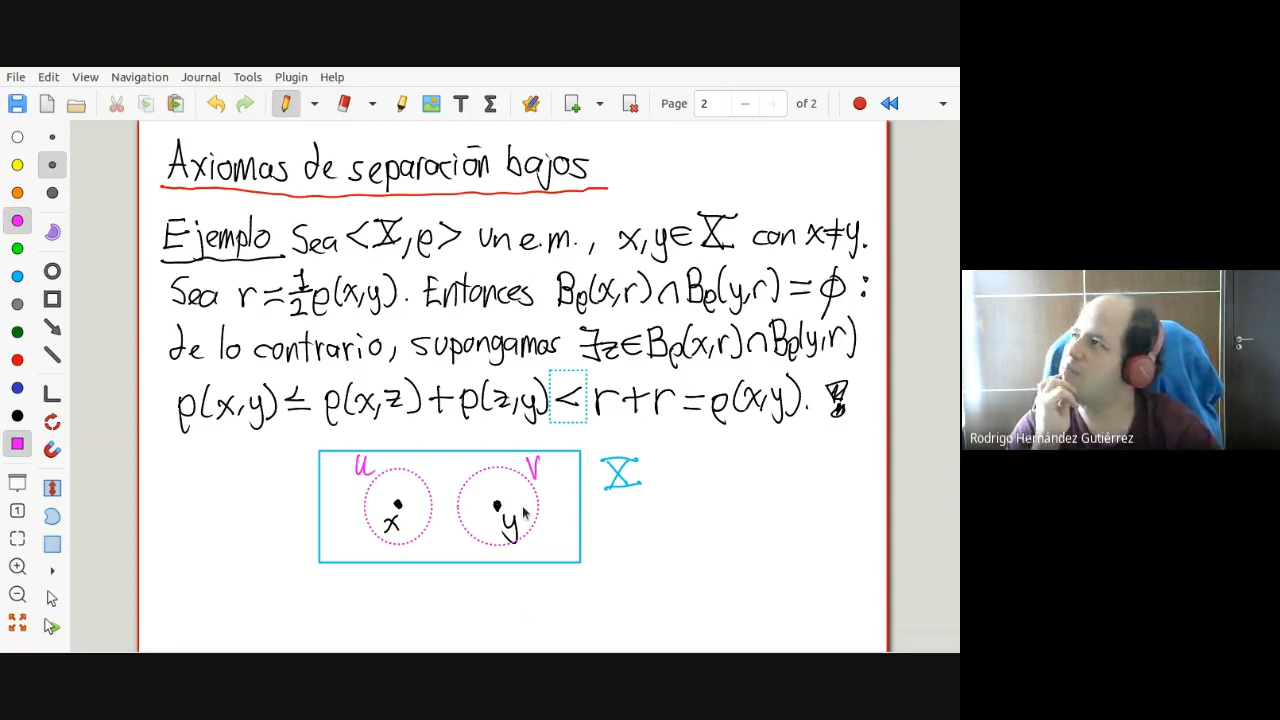 File Edit View Navigation Journal Tools Plugin Help
Page 2 of 2
Axiomas de separación bajos
Ejemplo Sea <X, ρ> un e.m., x, y ∈ X con x≠y.
Sea r = 1/2 ρ(x,y). Entonces Bρ(x,r) ∩ Bρ(y,r) = ∅ :
de lo contrario, supongamos ∃z ∈ Bρ(x,r) ∩ Bρ(y,r)
ρ(x,y) ≤ ρ(x,z) + ρ(z,y) < r + r = ρ(x,y).
U V X
x y
Rodrigo Hernández Gutiérrez